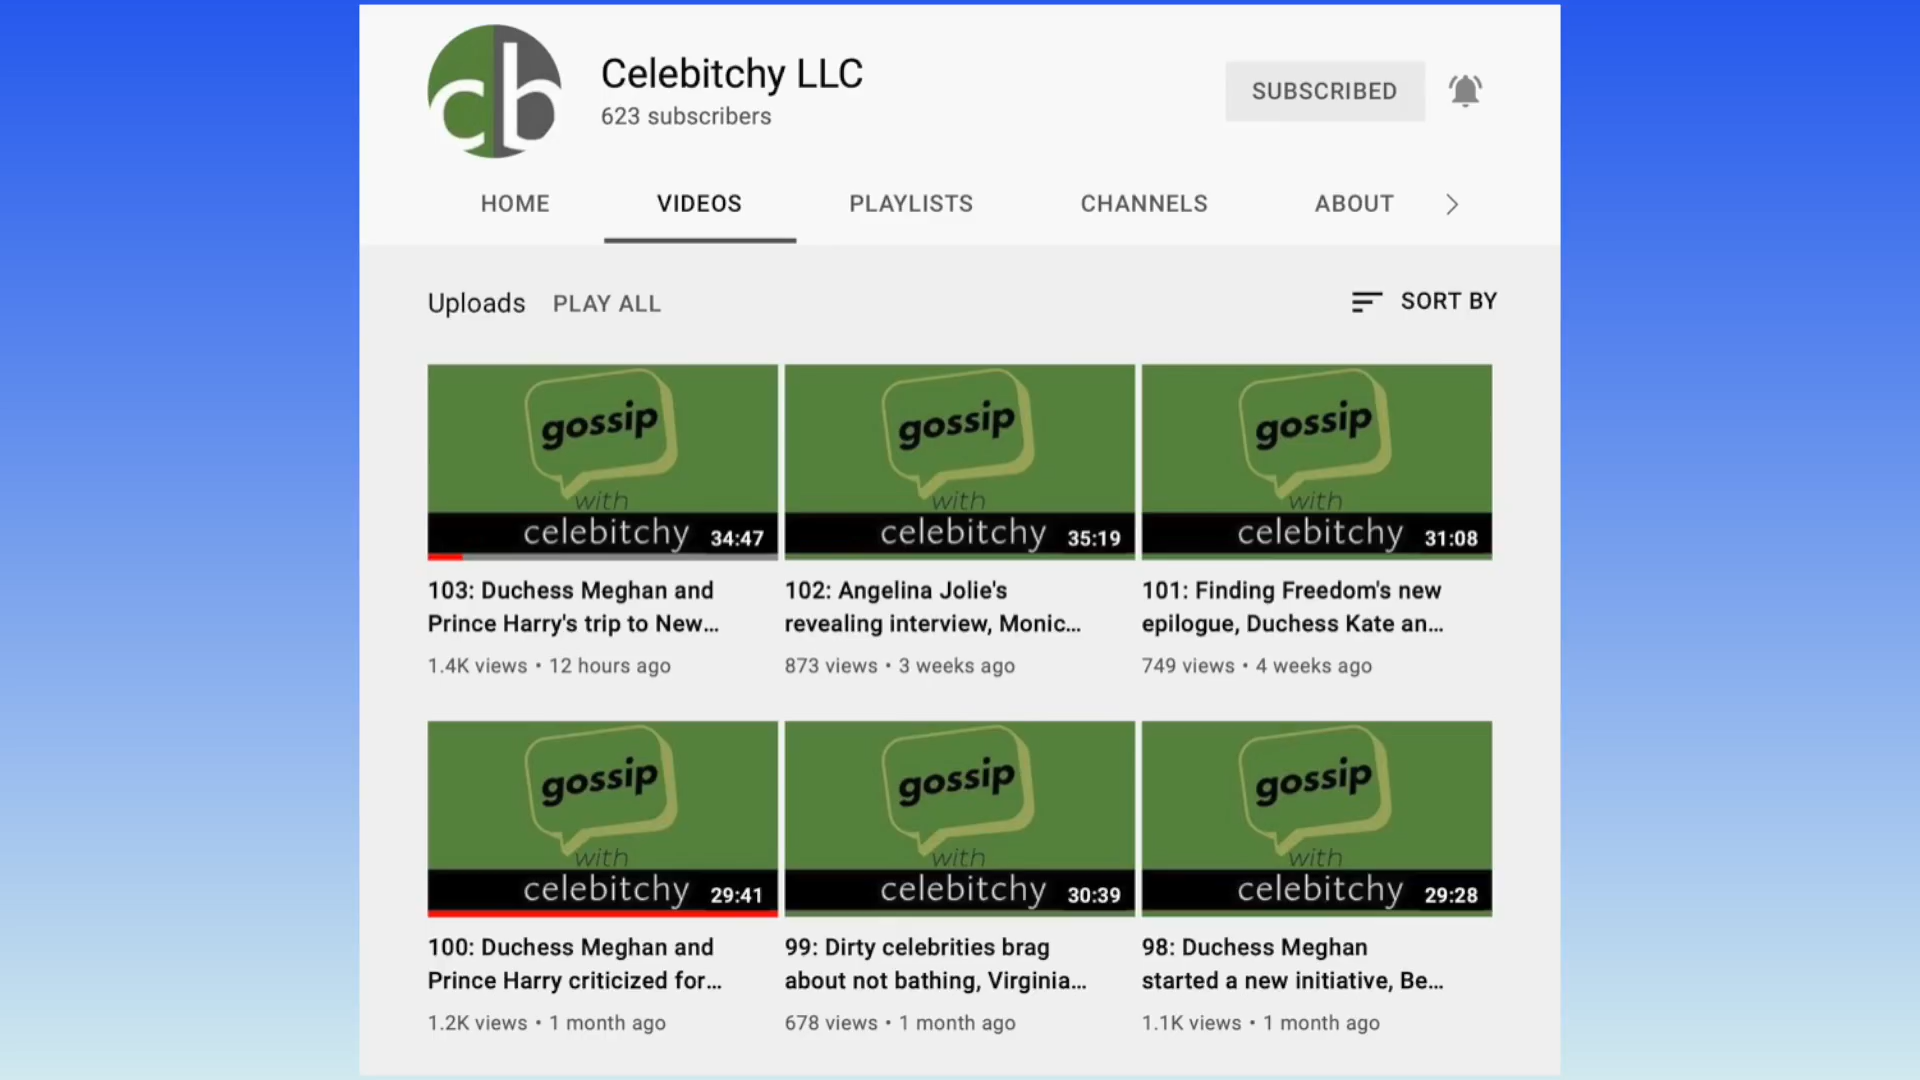 cb
Celebitchy LLC
623 subscribers
SUBSCRIBED
HOME VIDEOS PLAYLISTS CHANNELS ABOUT
Uploads PLAY ALL
SORT BY
gossip
with
celebitchy 34:47
103: Duchess Meghan and
Prince Harry's trip to New...
1.4K views • 12 hours ago
gossip
with
celebitchy 35:19
102: Angelina Jolie's
revealing interview, Monic...
873 views • 3 weeks ago
gossip
with
celebitchy 31:08
101: Finding Freedom's new
epilogue, Duchess Kate an...
749 views • 4 weeks ago
gossip
with
celebitchy 29:41
100: Duchess Meghan and
Prince Harry criticized for...
1.2K views • 1 month ago
gossip
with
celebitchy 30:39
99: Dirty celebrities brag
about not bathing, Virginia...
678 views • 1 month ago
gossip
with
celebitchy 29:28
98: Duchess Meghan
started a new initiative, Be...
1.1K views • 1 month ago